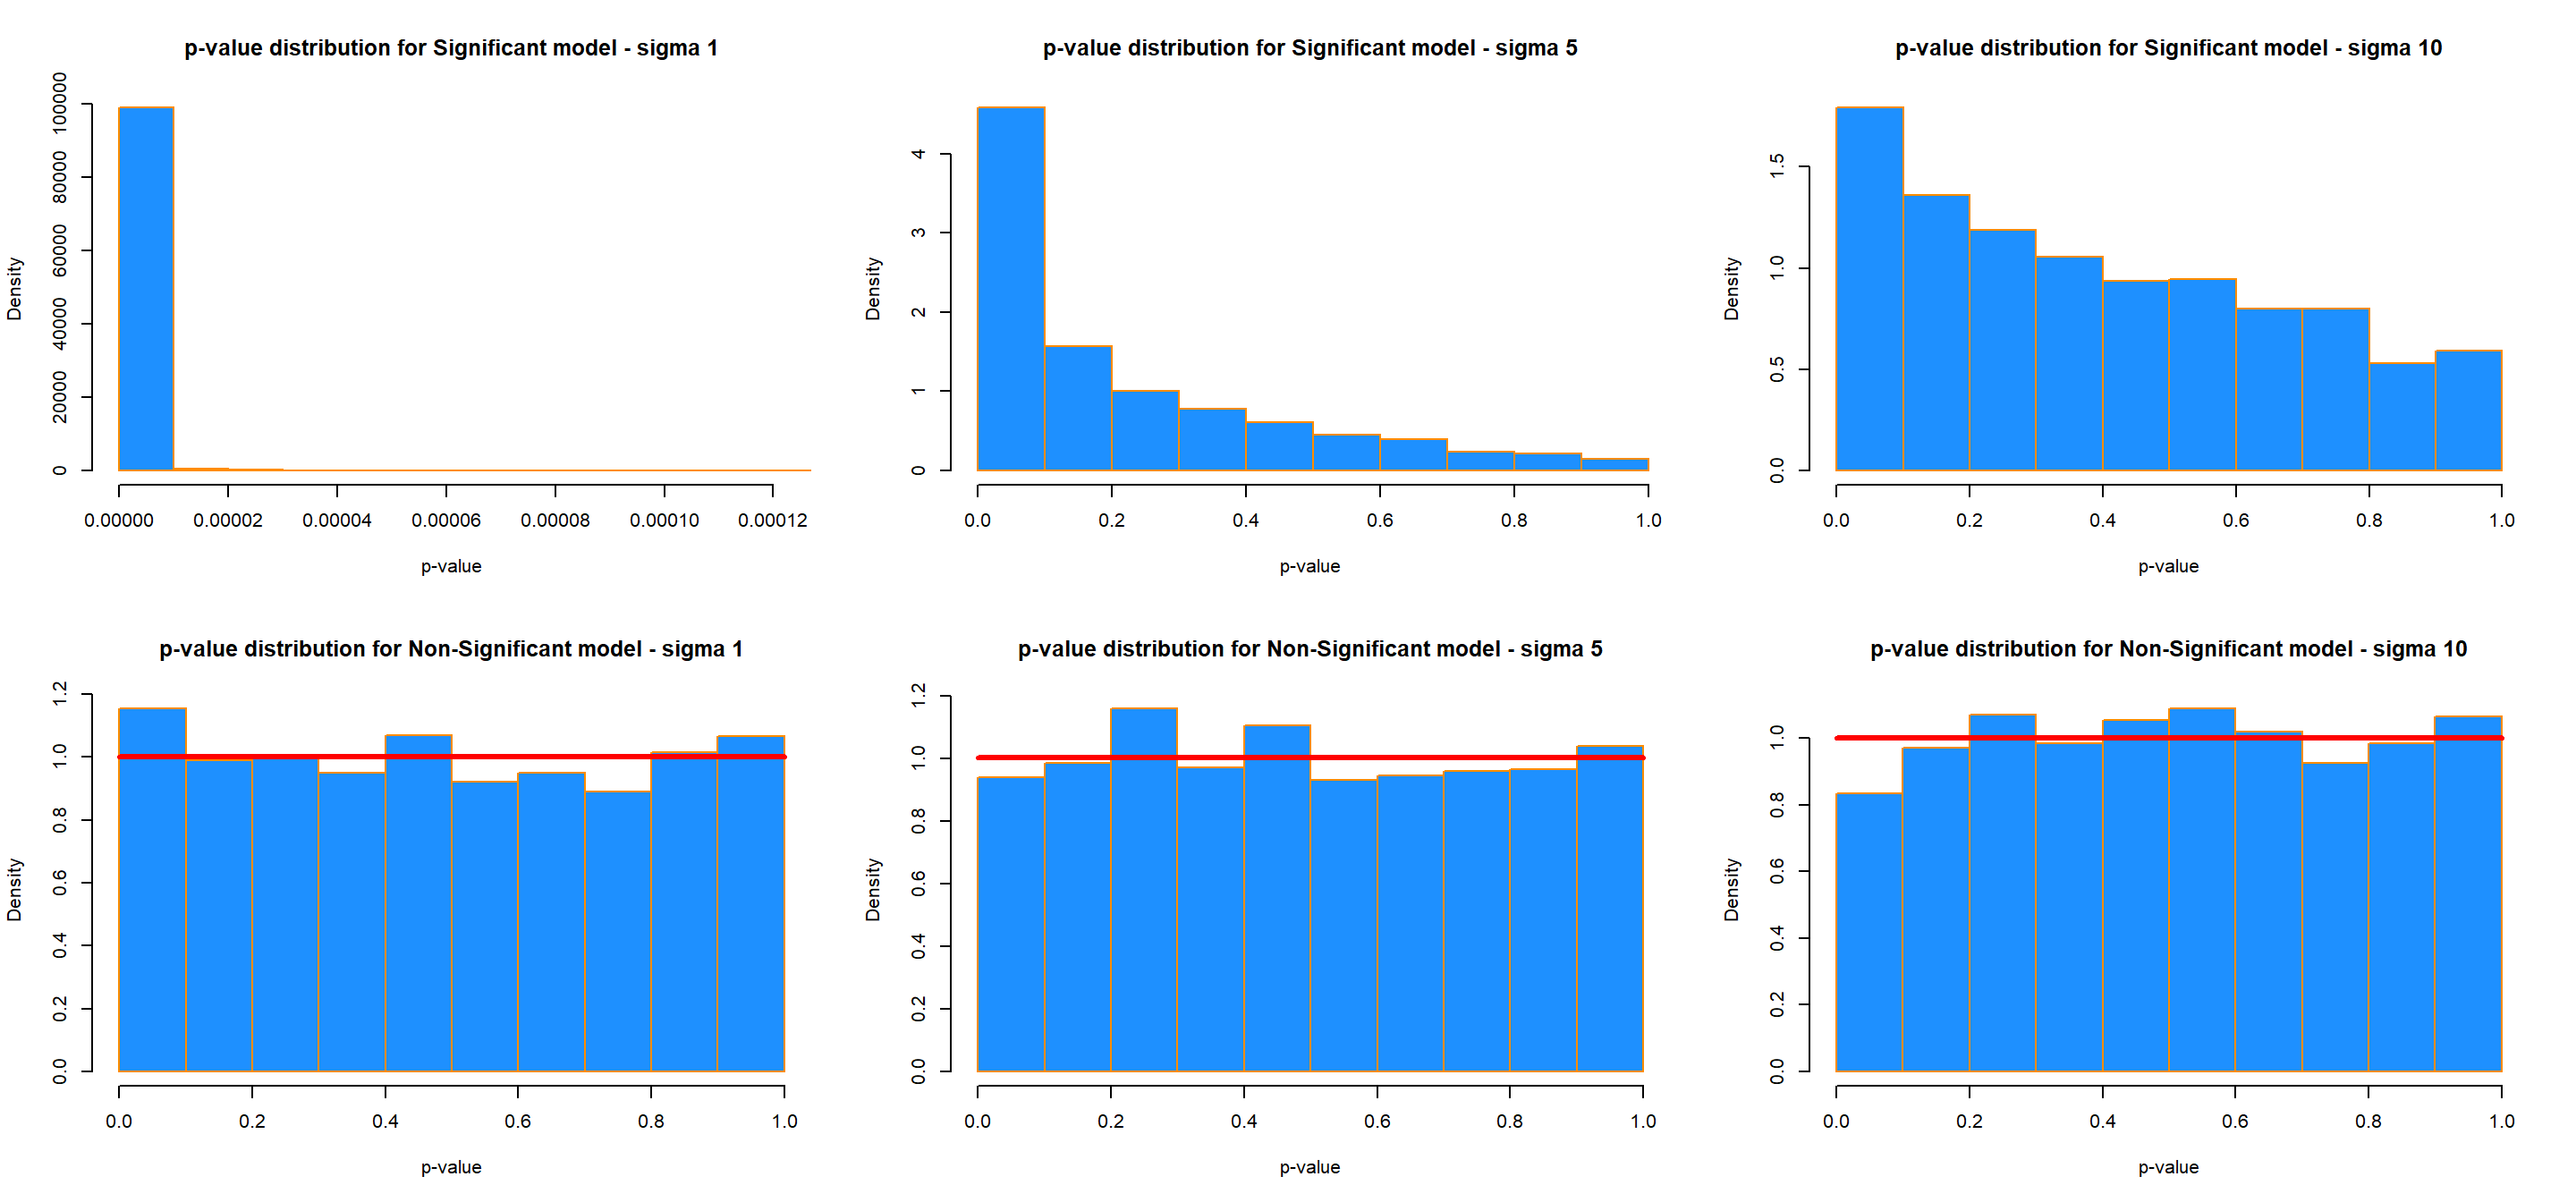 p-value distribution for Significant model - sigma 1
Density
100000
80000
60000
40000
20000
0
0.00000 0.00002 0.00004 0.00006 0.00008 0.00010 0.00012
p-value
p-value distribution for Significant model - sigma 5
Density
4
3
2
1
0
0.0 0.2 0.4 0.6 0.8 1.0
p-value
p-value distribution for Significant model - sigma 10
Density
1.5
1.0
0.5
0.0
0.0 0.2 0.4 0.6 0.8 1.0
p-value
p-value distribution for Non-Significant model - sigma 1
Density
1.2
1.0
0.8
0.6
0.4
0.2
0.0
0.0 0.2 0.4 0.6 0.8 1.0
p-value
p-value distribution for Non-Significant model - sigma 5
Density
1.2
1.0
0.8
0.6
0.4
0.2
0.0
0.0 0.2 0.4 0.6 0.8 1.0
p-value
p-value distribution for Non-Significant model - sigma 10
Density
1.0
0.8
0.6
0.4
0.2
0.0
0.0 0.2 0.4 0.6 0.8 1.0
p-value